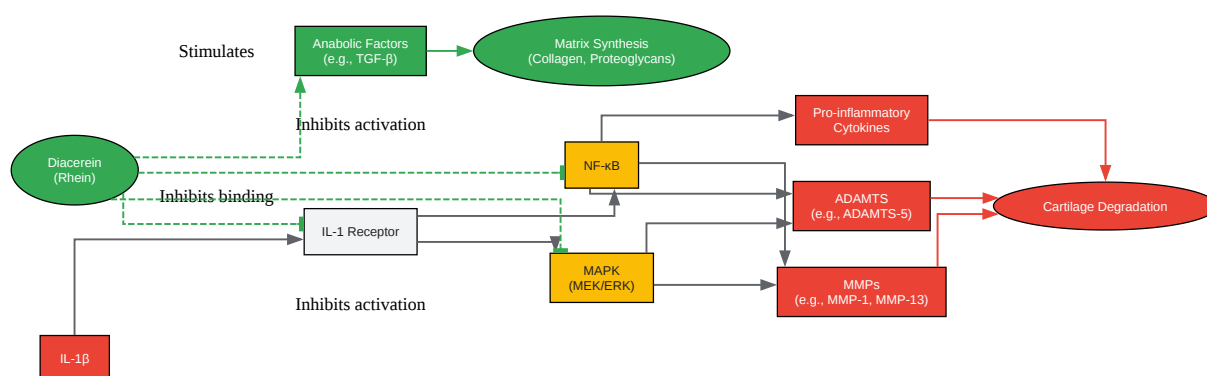 Stimulates
Anabolic Factors
(e.g., TGF-β)
Matrix Synthesis
(Collagen, Proteoglycans)
Inhibits activation
Pro-inflammatory
Cytokines
Diacerein
(Rhein)
NF-κB
Inhibits binding
ADAMTS
(e.g., ADAMTS-5)
Cartilage Degradation
IL-1 Receptor
MAPK
(MEK/ERK)
MMPs
(e.g., MMP-1, MMP-13)
Inhibits activation
IL-1β